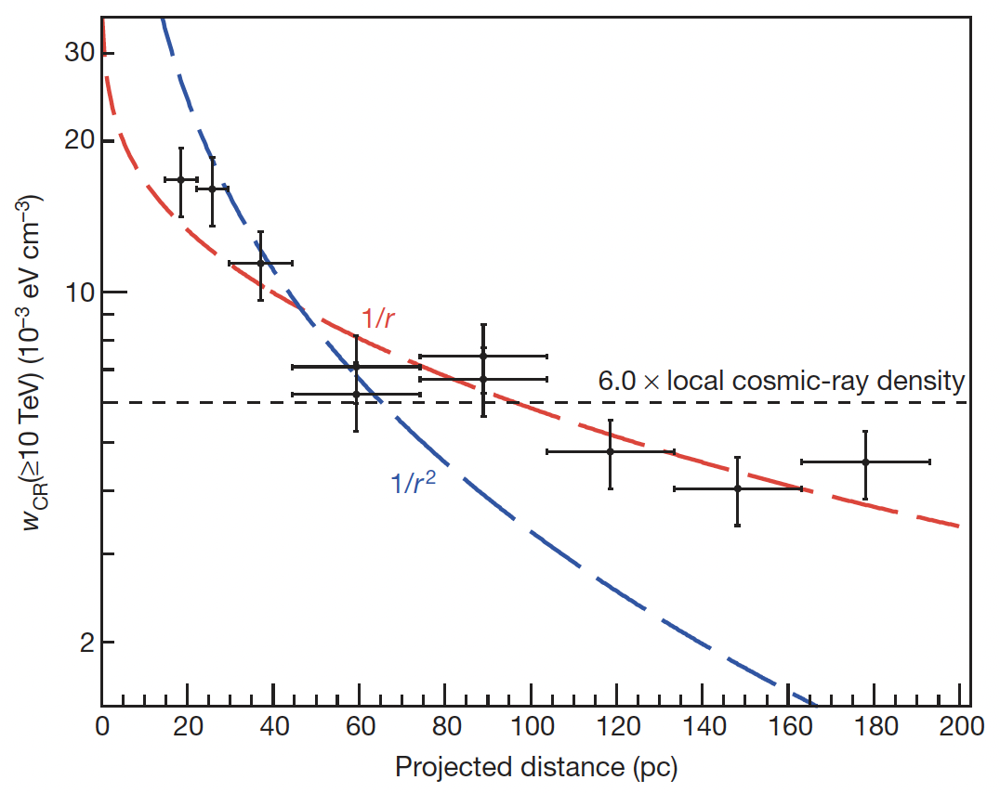 30
20
10
2
w_CR(≥10 TeV) (10⁻³ eV cm⁻³)
1/r
6.0 × local cosmic-ray density
1/r²
0 20 40 60 80 100 120 140 160 180 200
Projected distance (pc)